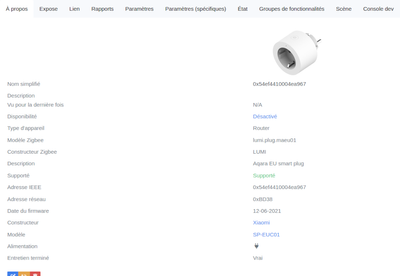 À propos Expose Lien Rapports Paramètres Paramètres (spécifiques) État Groupes de fonctionnalités Scène Console dev
Nom simplifié 0x54ef4410004ea967
Description
Vu pour la dernière fois N/A
Disponibilité Désactivé
Type d'appareil Router
Modèle Zigbee lumi.plug.maeu01
Constructeur Zigbee LUMI
Description Aqara EU smart plug
Supporté Supporté
Adresse IEEE 0x54ef4410004ea967
Adresse réseau 0xBD38
Date du firmware 12-06-2021
Constructeur Xiaomi
Modèle SP-EUC01
Alimentation
Entretien terminé Vrai